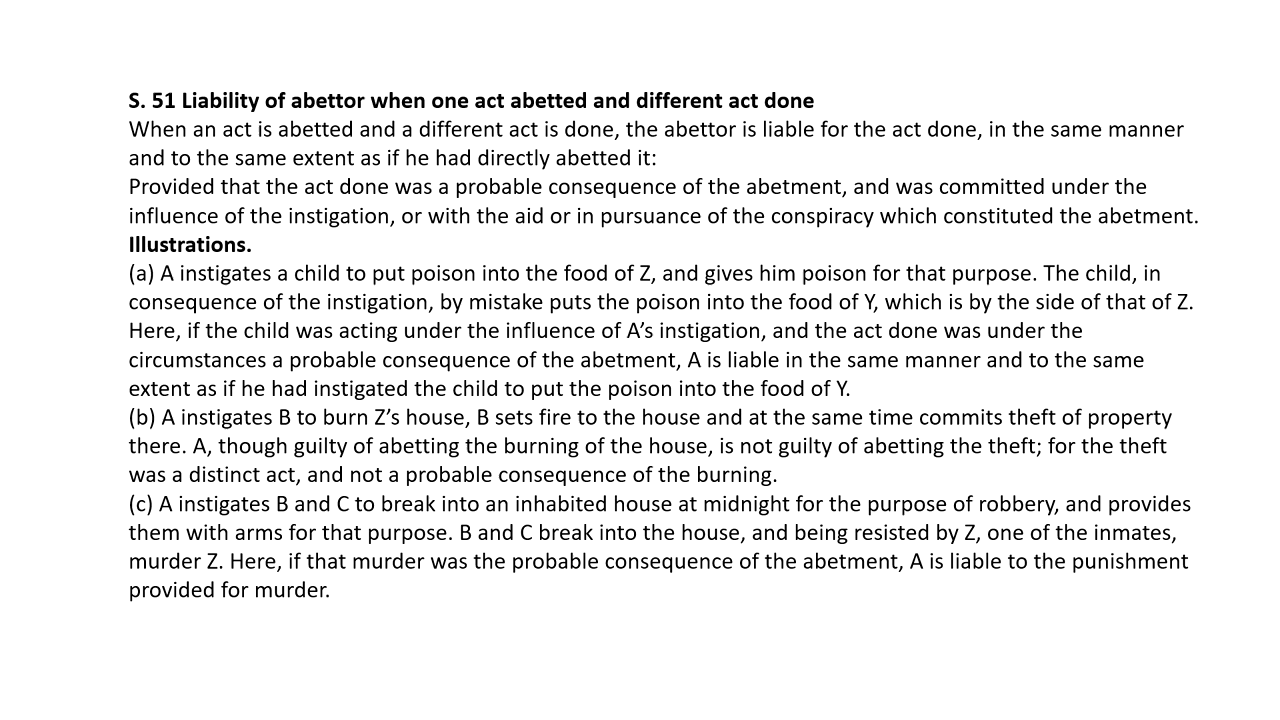 S. 51 Liability of abettor when one act abetted and different act done
When an act is abetted and a different act is done, the abettor is liable for the act done, in the same manner
and to the same extent as if he had directly abetted it:
Provided that the act done was a probable consequence of the abetment, and was committed under the
influence of the instigation, or with the aid or in pursuance of the conspiracy which constituted the abetment.
Illustrations.
(a) A instigates a child to put poison into the food of Z, and gives him poison for that purpose. The child, in
consequence of the instigation, by mistake puts the poison into the food of Y, which is by the side of that of Z.
Here, if the child was acting under the influence of A’s instigation, and the act done was under the
circumstances a probable consequence of the abetment, A is liable in the same manner and to the same
extent as if he had instigated the child to put the poison into the food of Y.
(b) A instigates B to burn Z’s house, B sets fire to the house and at the same time commits theft of property
there. A, though guilty of abetting the burning of the house, is not guilty of abetting the theft; for the theft
was a distinct act, and not a probable consequence of the burning.
(c) A instigates B and C to break into an inhabited house at midnight for the purpose of robbery, and provides
them with arms for that purpose. B and C break into the house, and being resisted by Z, one of the inmates,
murder Z. Here, if that murder was the probable consequence of the abetment, A is liable to the punishment
provided for murder.